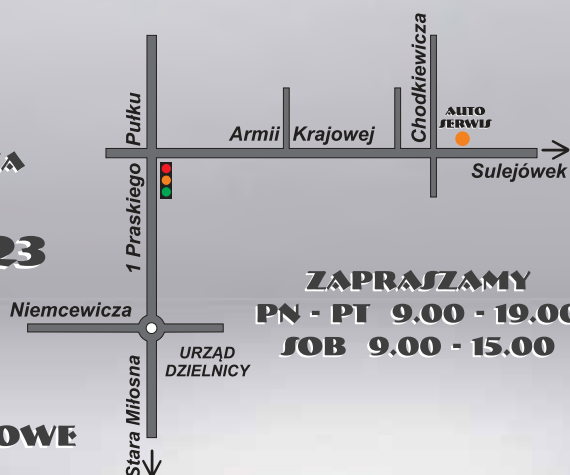 Chodkiewicza
Pułku
AUTO
SERWIS
Armii Krajowej
Sulejówek
1 Praskiego
23
ZAPRASZAMY
Niemcewicza
PN - PT 9.00 - 19.00
SOB 9.00 - 15.00
URZĄD
DZIELNICY
Stara Miłosna
OWE